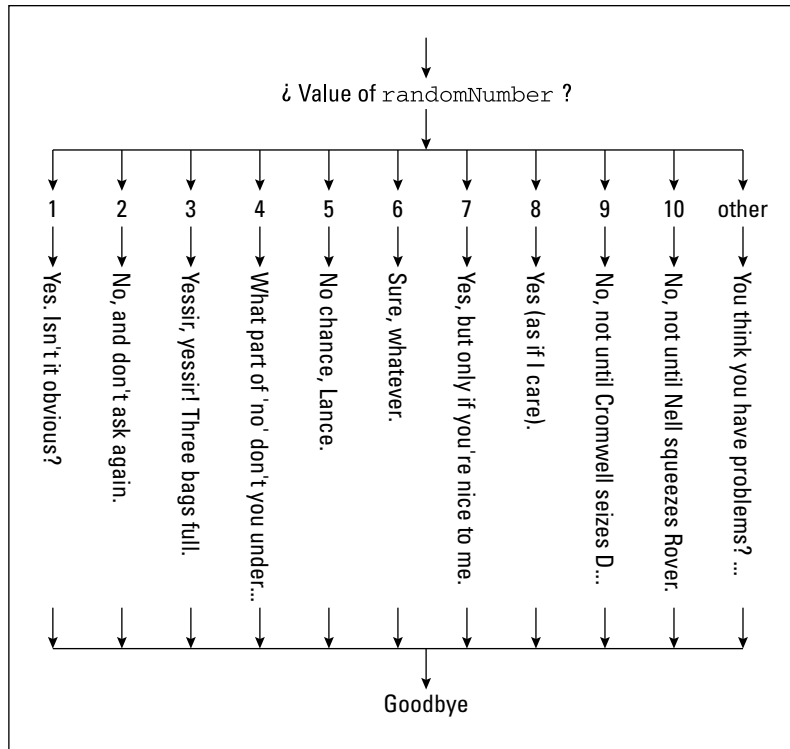 ¿ Value of randomNumber ?
1 2 3 4 5 6 7 8 9 10 other
Yes. Isn't it obvious?
No, and don't ask again.
Yessir, yessir! Three bags full.
What part of 'no' don't you under...
No chance, Lance.
Sure, whatever.
Yes, but only if you're nice to me.
Yes (as if I care).
No, not until Cromwell seizes D...
No, not until Nell squeezes Rover.
You think you have problems? ...
Goodbye